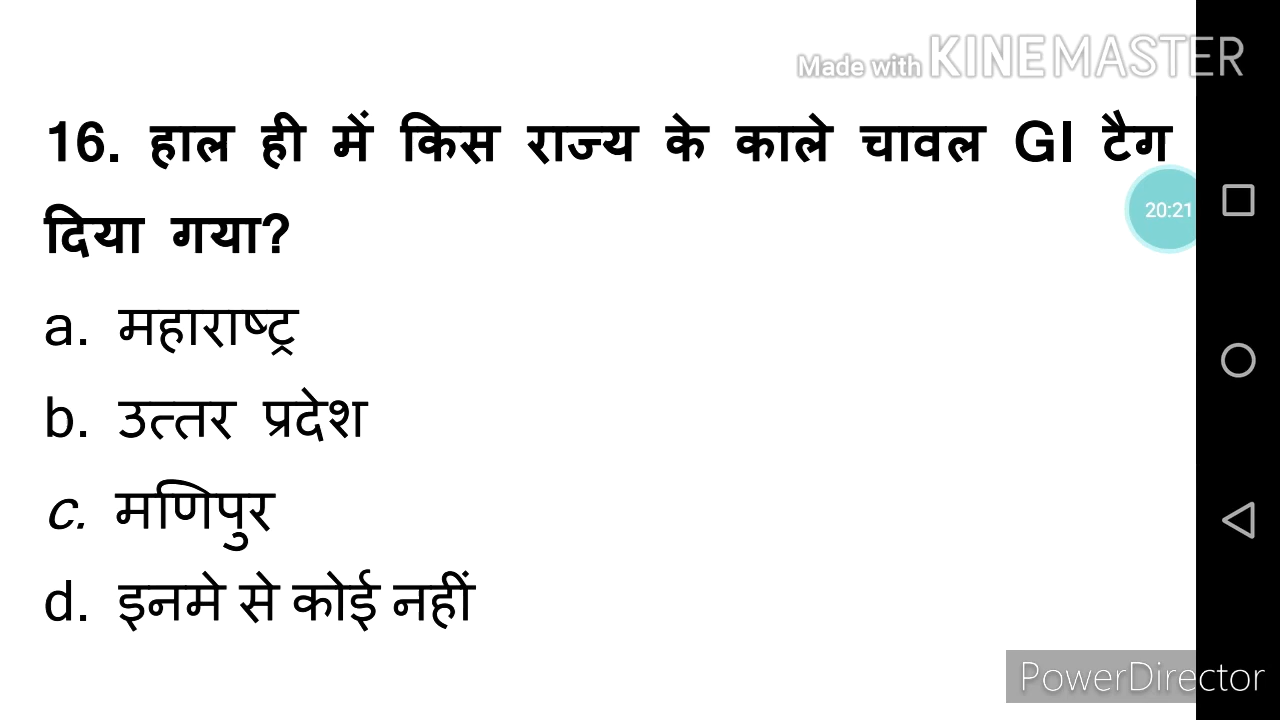 Made with KINEMASTER
16. हाल ही में किस राज्य के काले चावल GI टैग
दिया गया?
20:21
a. महाराष्ट्र
b. उत्तर प्रदेश
c. मणिपुर
d. इनमे से कोई नहीं
PowerDirector